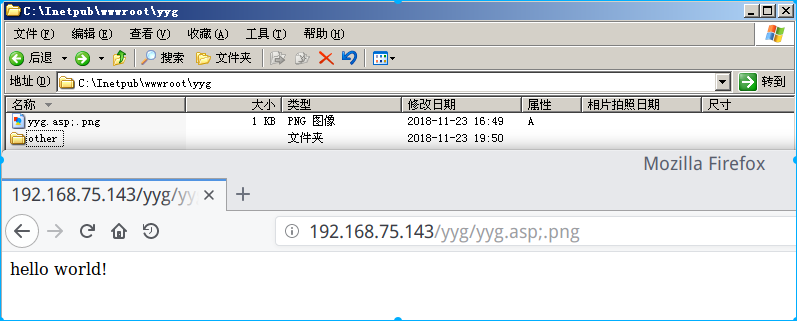 C:\Inetpub\wwwroot\yyg
文件(F) 编辑(E) 查看(V) 收藏(A) 工具(T) 帮助(H)
后退 搜索 文件夹
地址(D) C:\Inetpub\wwwroot\yyg 转到
名称 大小 类型 修改日期 属性 相片拍照日期 尺寸
yyg.asp;.png 1 KB PNG 图像 2018-11-23 16:49 A
other 文件夹 2018-11-23 19:50
Mozilla Firefox
192.168.75.143/yyg/yy
192.168.75.143/yyg/yyg.asp;.png
hello world!